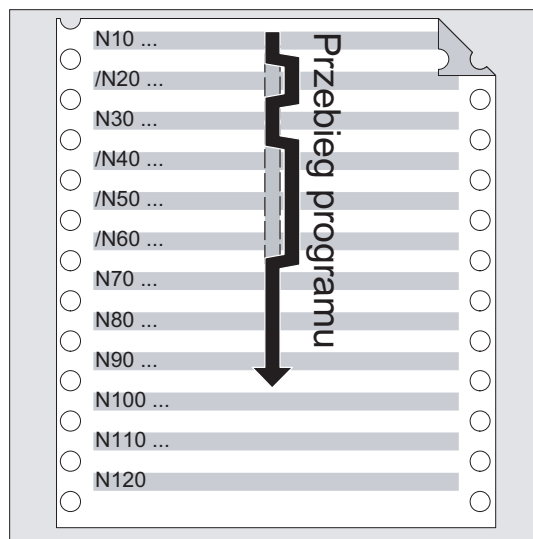 N10 ...
/N20 ...
N30 ...
/N40 ...
/N50 ...
/N60 ...
N70 ...
N80 ...
N90 ...
N100 ...
N110 ...
N120
Przebieg programu